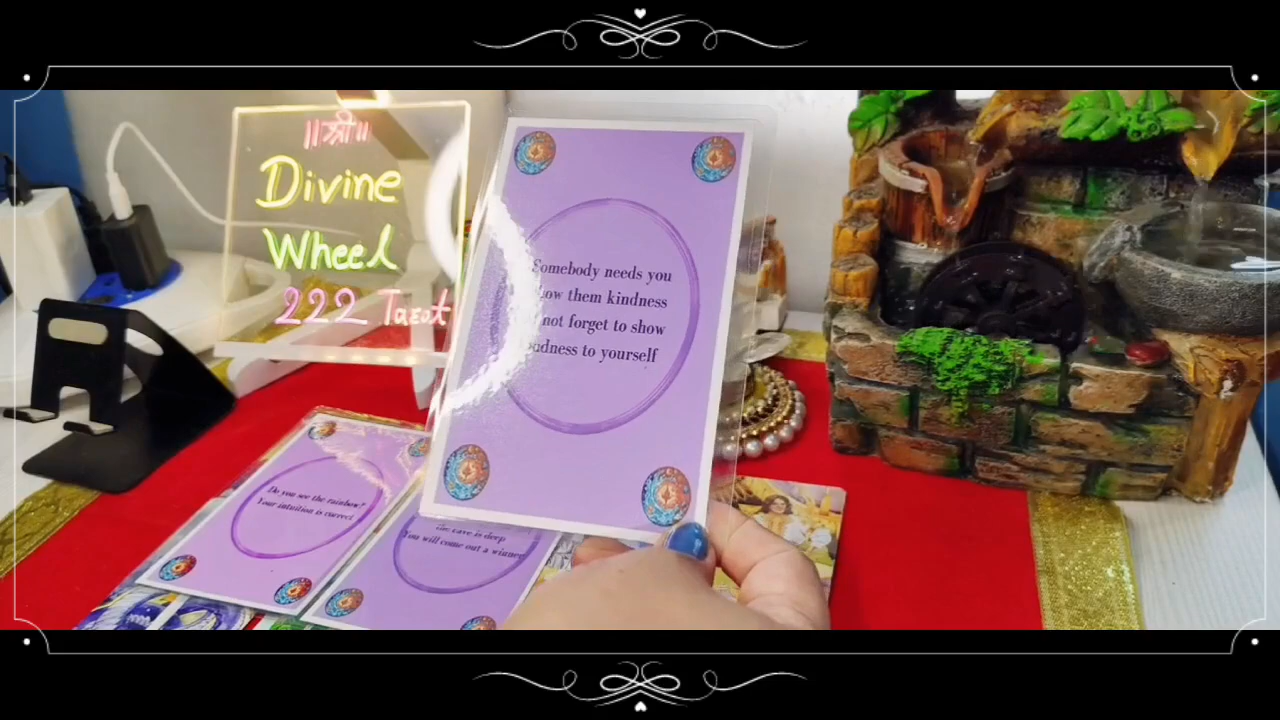 ॥श्री॥
Divine
Wheel
222 Tarot
Somebody needs you
them kindness
not forget to show
to yourself
Do you see the rainbow?
Your intuition is correct
The cave is deep
You will come out a winner